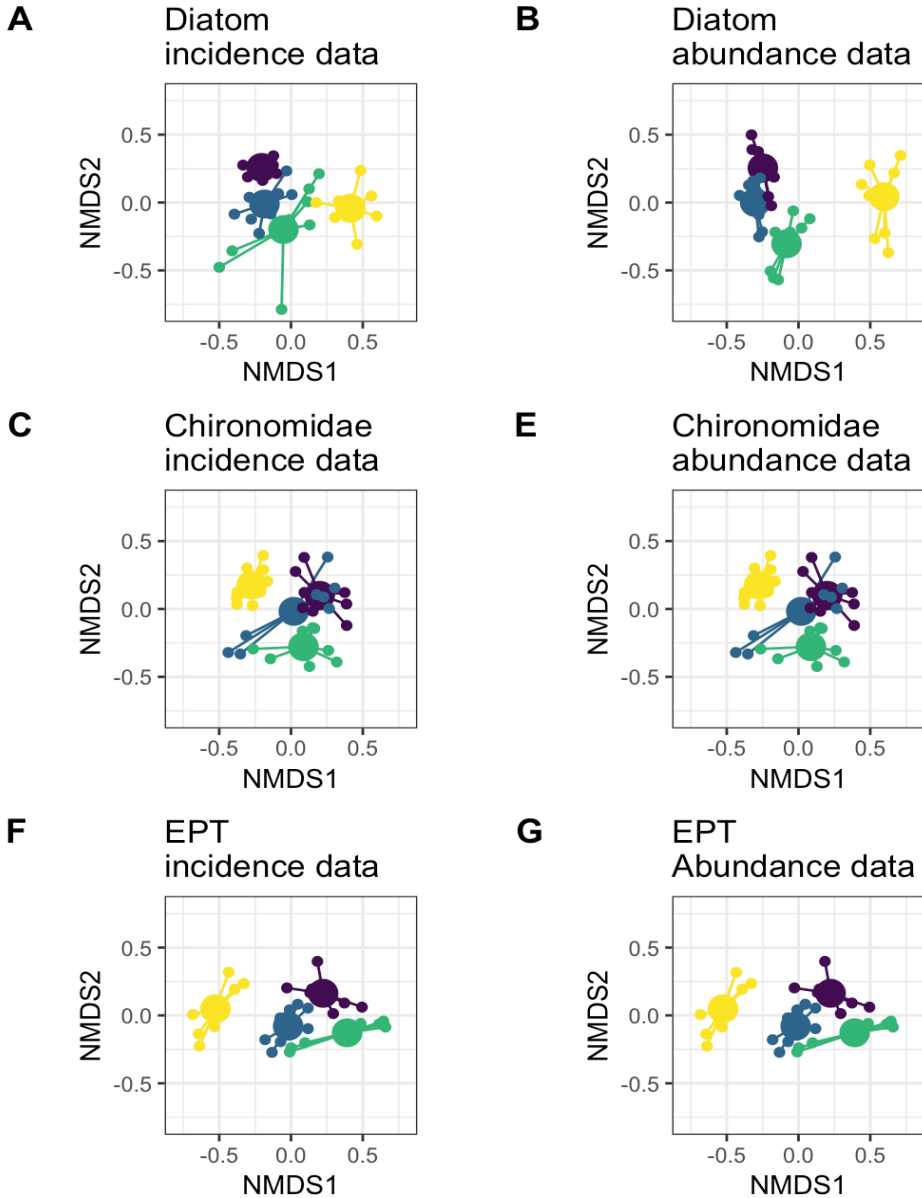 A
Diatom
incidence data
NMDS2
0.5
0.0
-0.5
-0.5 0.0 0.5
NMDS1
B
Diatom
abundance data
NMDS2
0.5
0.0
-0.5
-0.5 0.0 0.5
NMDS1
C
Chironomidae
incidence data
NMDS2
0.5
0.0
-0.5
-0.5 0.0 0.5
NMDS1
E
Chironomidae
abundance data
NMDS2
0.5
0.0
-0.5
-0.5 0.0 0.5
NMDS1
F
EPT
incidence data
NMDS2
0.5
0.0
-0.5
-0.5 0.0 0.5
NMDS1
G
EPT
Abundance data
NMDS2
0.5
0.0
-0.5
-0.5 0.0 0.5
NMDS1